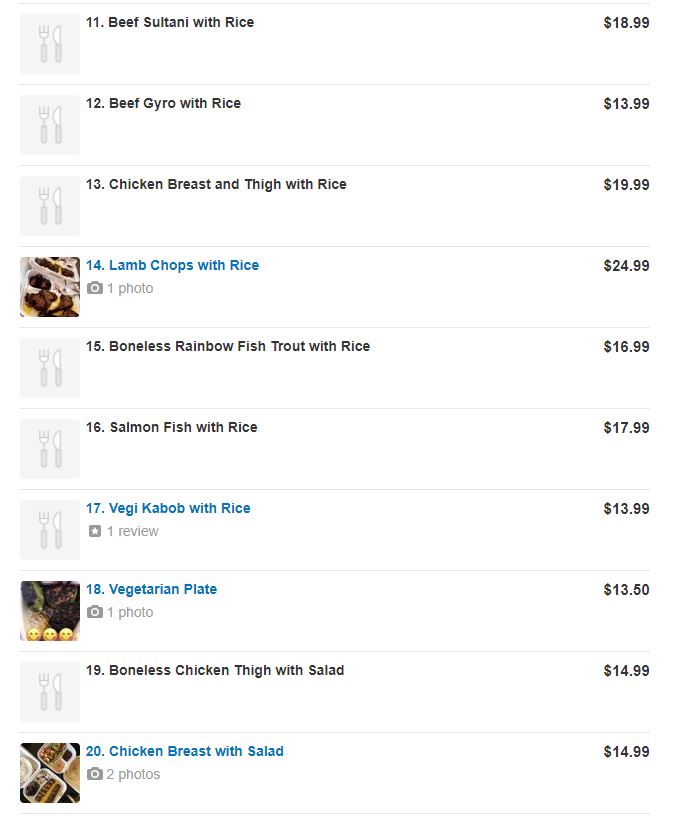 11. Beef Sultani with Rice $18.99
12. Beef Gyro with Rice $13.99
13. Chicken Breast and Thigh with Rice $19.99
14. Lamb Chops with Rice $24.99
1 photo
15. Boneless Rainbow Fish Trout with Rice $16.99
16. Salmon Fish with Rice $17.99
17. Vegi Kabob with Rice $13.99
1 review
18. Vegetarian Plate $13.50
1 photo
19. Boneless Chicken Thigh with Salad $14.99
20. Chicken Breast with Salad $14.99
2 photos